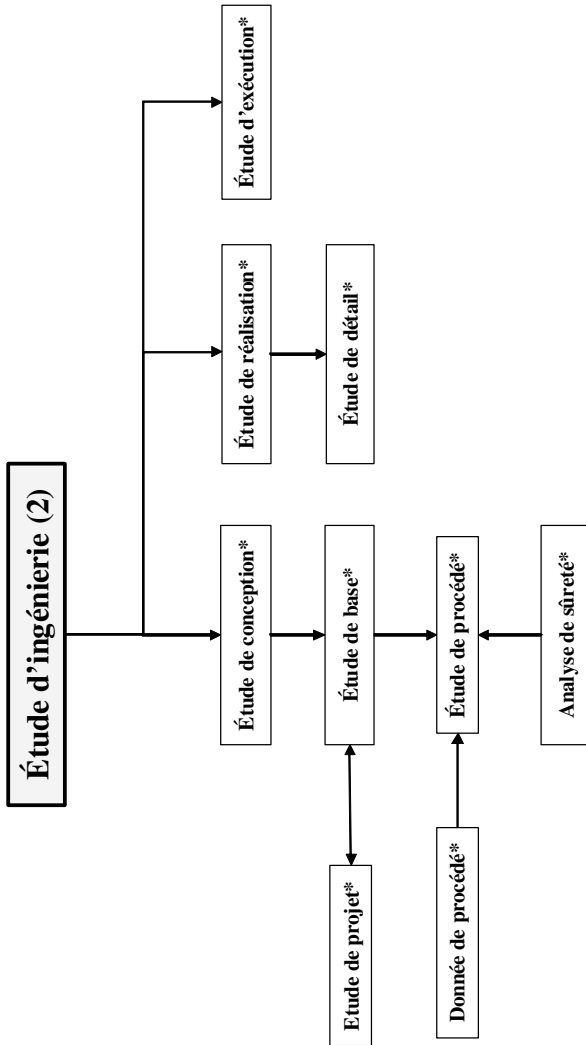 Étude d'ingénierie (2)
Étude de conception*
Étude de réalisation*
Étude d'exécution*
Etude de projet*
Étude de base*
Étude de détail*
Donnée de procédé*
Étude de procédé*
Analyse de sûreté*